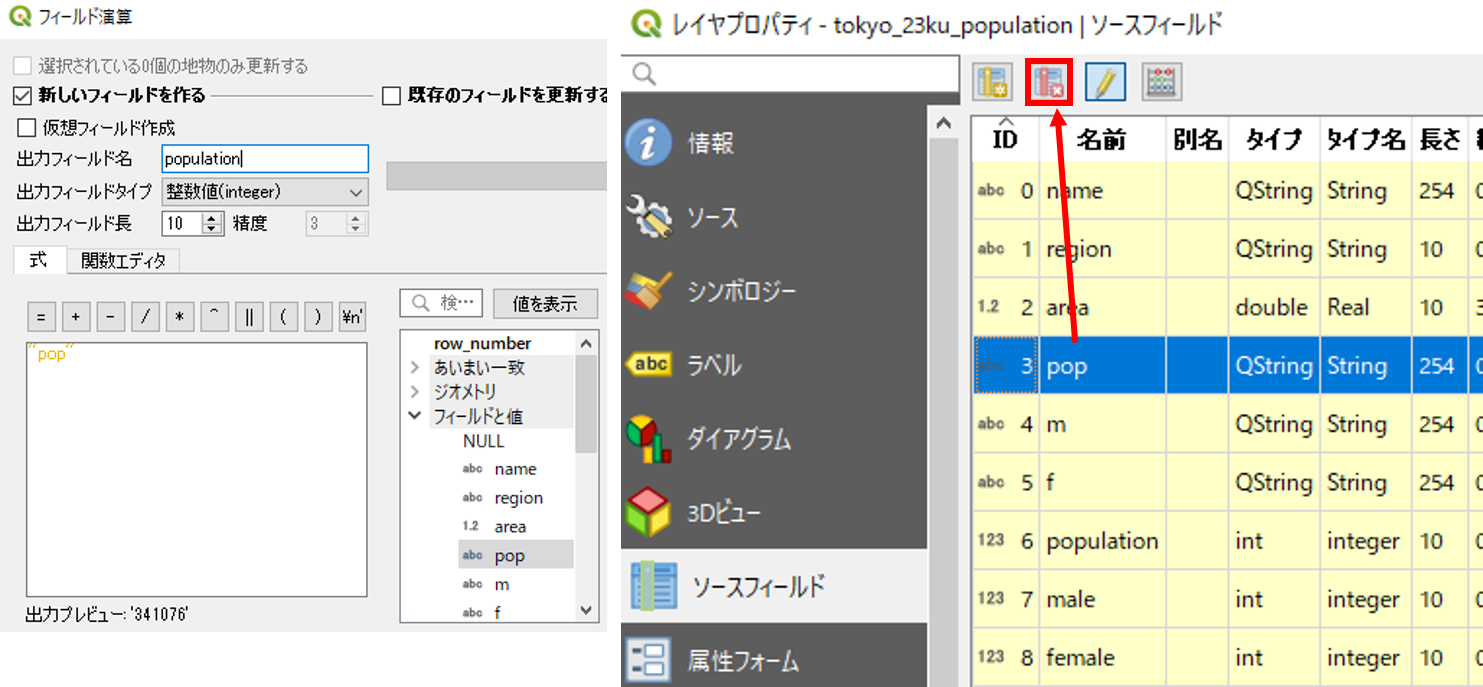 フィールド演算
選択されている0個の地物のみ更新する
新しいフィールドを作る
既存のフィールドを更新する
仮想フィールド作成
出力フィールド名 population
出力フィールドタイプ 整数値(integer)
出力フィールド長 10 精度 3
式 関数エディタ
= + - / * ^ || ( ) ¥n'
"pop"
出力プレビュー: '341076'
検… 値を表示
row_number
あいまい一致
ジオメトリ
フィールドと値
NULL
abc name
abc region
1.2 area
abc pop
abc m
abc f
レイヤプロパティ - tokyo_23ku_population | ソースフィールド
情報
ソース
シンボロジー
abc ラベル
ダイアグラム
3Dビュー
ソースフィールド
属性フォーム
ID 名前 別名 タイプ タイプ名 長さ
abc 0 name QString String 254 0
abc 1 region QString String 10 0
1.2 2 area double Real 10 3
abc 3 pop QString String 254 0
abc 4 m QString String 254 0
abc 5 f QString String 254 0
123 6 population int integer 10 0
123 7 male int integer 10 0
123 8 female int integer 10 0